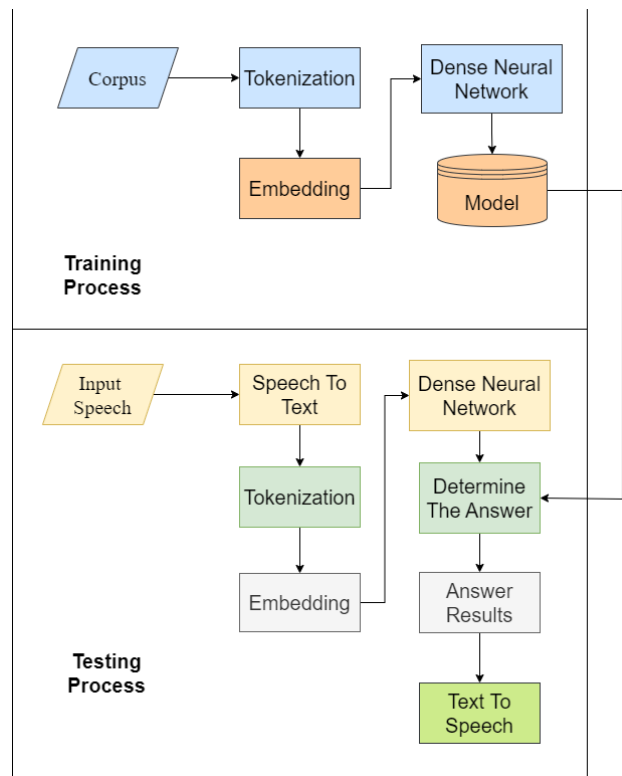 Corpus
Tokenization
Dense Neural
Network
Embedding
Model
Training
Process
Input
Speech
Speech To
Text
Dense Neural
Network
Tokenization
Determine
The Answer
Embedding
Answer
Results
Testing
Process
Text To
Speech